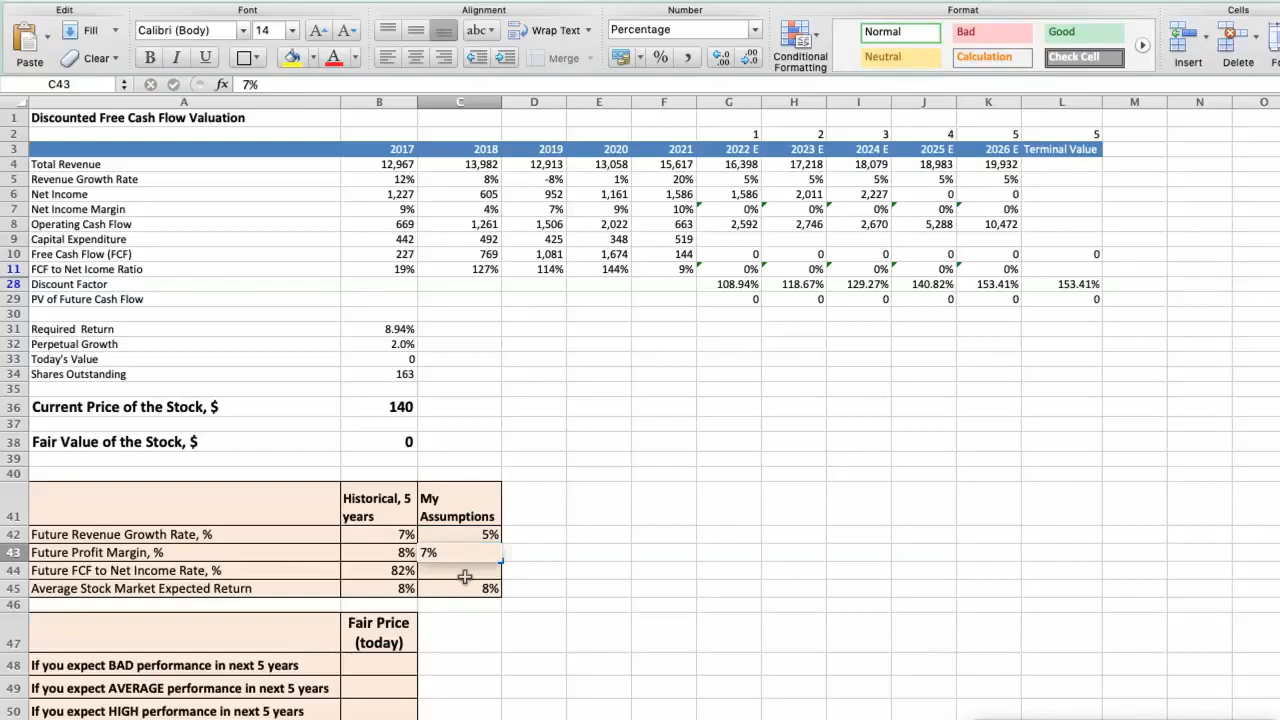 Edit Font Alignment Number Format Cells
Fill Calibri (Body) 14 A A abc Wrap Text Percentage Normal Bad Good
Paste Clear B I U A Merge % , Conditional Formatting Neutral Calculation Check Cell Insert Delete
C43 fx 7%
A B C D E F G H I J K L M N O
1 Discounted Free Cash Flow Valuation
2 1 2 3 4 5 5
3 2017 2018 2019 2020 2021 2022 E 2023 E 2024 E 2025 E 2026 E Terminal Value
4 Total Revenue 12,967 13,982 12,913 13,058 15,617 16,398 17,218 18,079 18,983 19,932
5 Revenue Growth Rate 12% 8% -8% 1% 20% 5% 5% 5% 5% 5%
6 Net Income 1,227 605 952 1,161 1,586 1,586 2,011 2,227 0 0
7 Net Income Margin 9% 4% 7% 9% 10% 0% 0% 0% 0% 0%
8 Operating Cash Flow 669 1,261 1,506 2,022 663 2,592 2,746 2,670 5,288 10,472
9 Capital Expenditure 442 492 425 348 519
10 Free Cash Flow (FCF) 227 769 1,081 1,674 144 0 0 0 0 0 0
11 FCF to Net Icome Ratio 19% 127% 114% 144% 9% 0% 0% 0% 0% 0%
28 Discount Factor 108.94% 118.67% 129.27% 140.82% 153.41% 153.41%
29 PV of Future Cash Flow 0 0 0 0 0 0
30
31 Required Return 8.94%
32 Perpetual Growth 2.0%
33 Today's Value 0
34 Shares Outstanding 163
35
36 Current Price of the Stock, $ 140
37
38 Fair Value of the Stock, $ 0
39
40
41 Historical, 5 years My Assumptions
42 Future Revenue Growth Rate, % 7% 5%
43 Future Profit Margin, % 8% 7%
44 Future FCF to Net Income Rate, % 82%
45 Average Stock Market Expected Return 8% 8%
46
47 Fair Price (today)
48 If you expect BAD performance in next 5 years
49 If you expect AVERAGE performance in next 5 years
50 If you expect HIGH performance in next 5 years